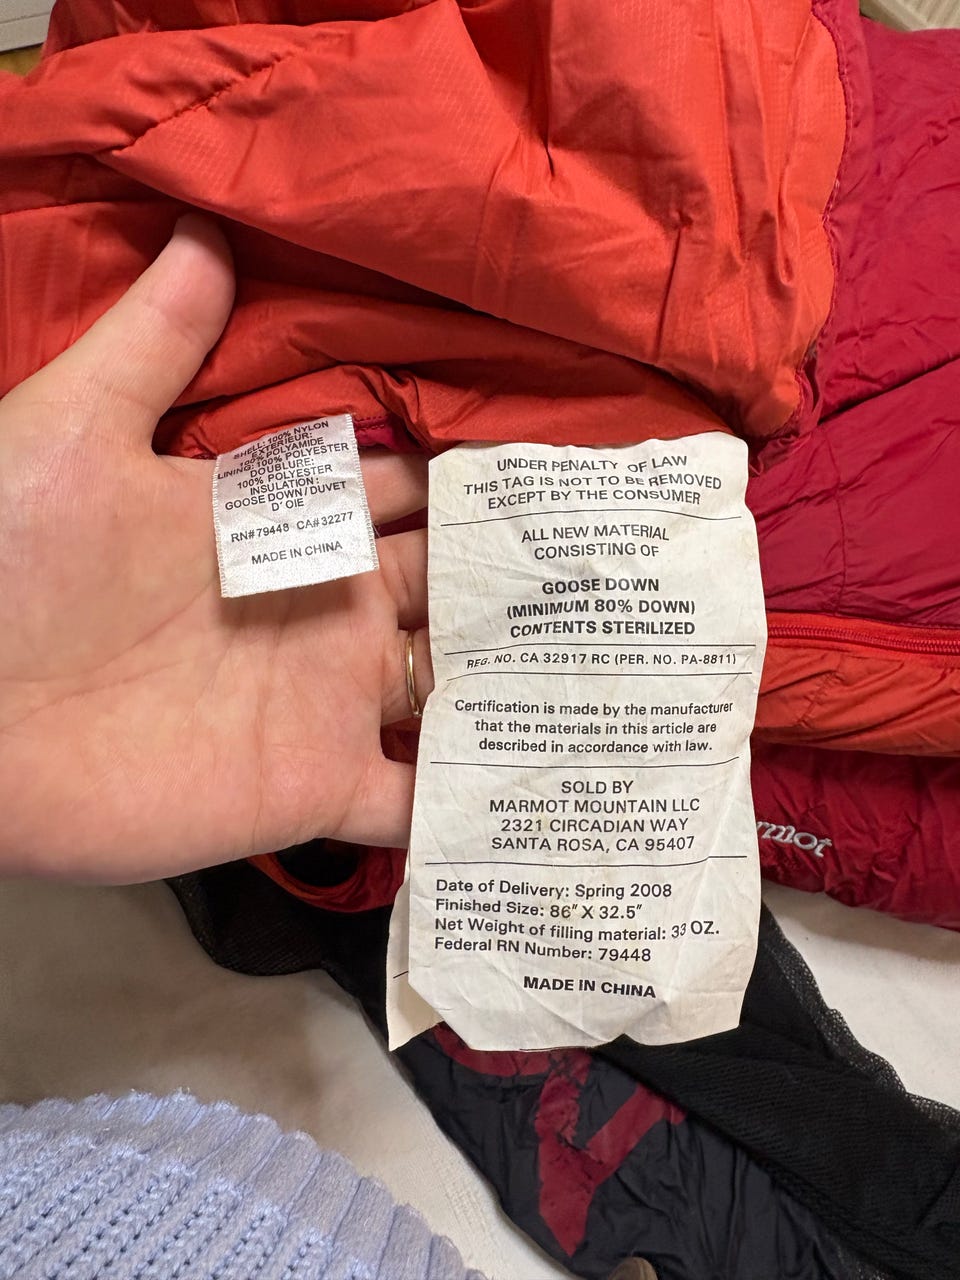 SHELL: 100% NYLON
EXTERIEUR:
100% POLYAMIDE
LINING: 100% POLYESTER
DOUBLURE:
100% POLYESTER
INSULATION:
GOOSE DOWN / DUVET
D' OIE
RN#79448 CA#32277
MADE IN CHINA
UNDER PENALTY OF LAW
THIS TAG IS NOT TO BE REMOVED
EXCEPT BY THE CONSUMER
ALL NEW MATERIAL
CONSISTING OF
GOOSE DOWN
(MINIMUM 80% DOWN)
CONTENTS STERILIZED
REG. NO. CA 32917 RC (PER. NO. PA-8811)
Certification is made by the manufacturer
that the materials in this article are
described in accordance with law.
SOLD BY
MARMOT MOUNTAIN LLC
2321 CIRCADIAN WAY
SANTA ROSA, CA 95407
Date of Delivery: Spring 2008
Finished Size: 86" X 32.5"
Net Weight of filling material: 33 OZ.
Federal RN Number: 79448
MADE IN CHINA
rmot